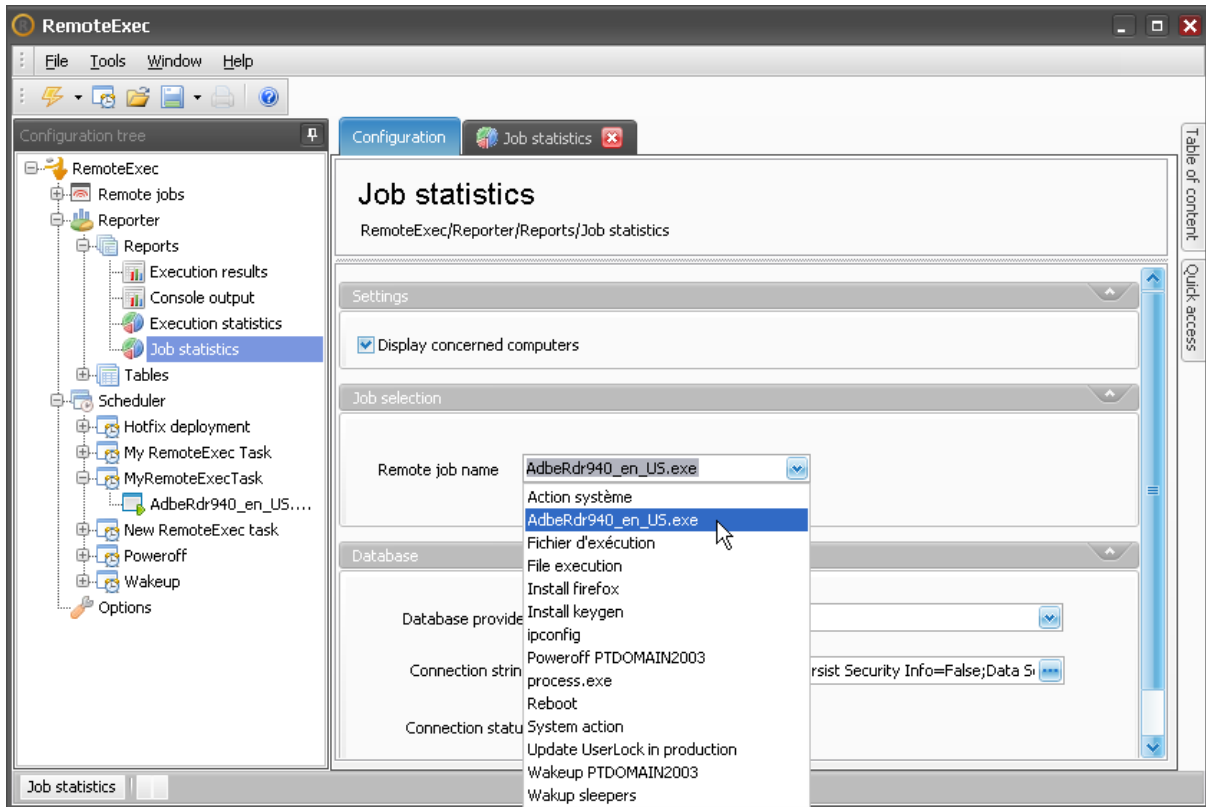 RemoteExec
File Tools Window Help
Configuration tree
RemoteExec
Remote jobs
Reporter
Reports
Execution results
Console output
Execution statistics
Job statistics
Tables
Scheduler
Hotfix deployment
My RemoteExec Task
MyRemoteExecTask
AdbeRdr940_en_US....
New RemoteExec task
Poweroff
Wakeup
Options
Configuration
Job statistics
Job statistics
RemoteExec/Reporter/Reports/Job statistics
Settings
Display concerned computers
Job selection
Remote job name
AdbeRdr940_en_US.exe
Action système
AdbeRdr940_en_US.exe
Fichier d'exécution
File execution
Install firefox
Install keygen
ipconfig
Poweroff PTDOMAIN2003
process.exe
Reboot
System action
Update UserLock in production
Wakeup PTDOMAIN2003
Wakup sleepers
Database
Database provide
Connection strin
rsist Security Info=False;Data S
Connection statu
Table of content
Quick access
Job statistics